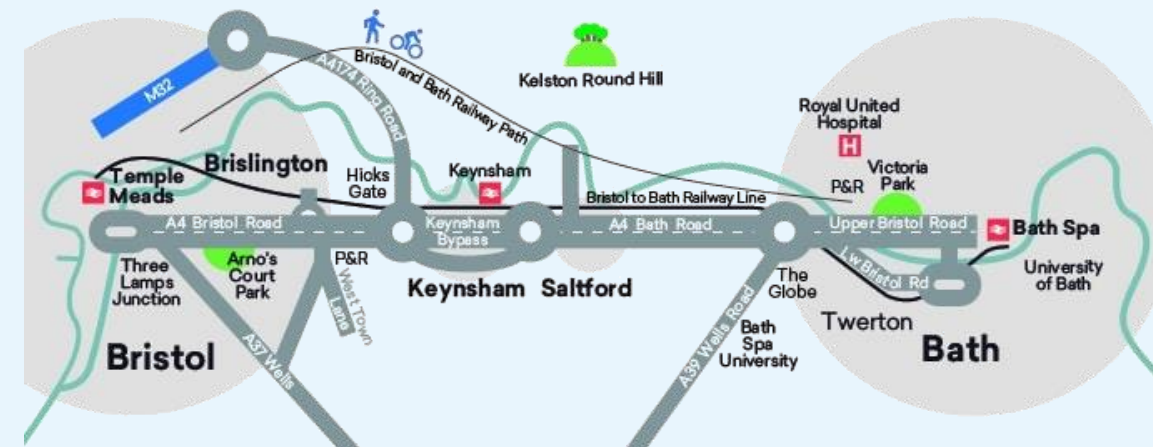 M32
A4174 Ring Road
Bristol and Bath Railway Path
Kelston Round Hill
Royal United
Hospital
H
Victoria
Park
P&R
Temple
Meads
Brislington
Hicks
Gate
Keynsham
Bristol to Bath Railway Line
A4 Bristol Road
Keynsham
Bypass
A4 Bath Road
Upper Bristol Road
Bath Spa
Three
Lamps
Junction
Arno's
Court
Park
P&R
West Town
Lane
Keynsham
Saltford
The
Globe
Lw Bristol Rd
University
of Bath
Twerton
Bristol
A37 Wells
A39 Wells Road
Bath
Spa
University
Bath